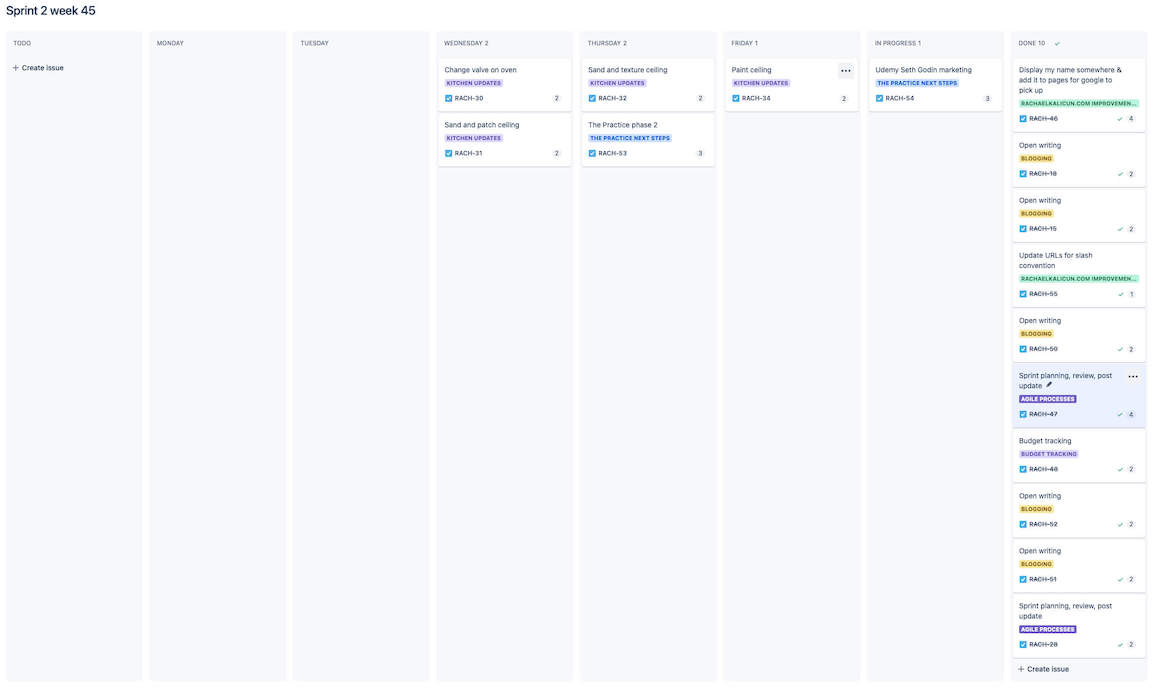 Sprint 2 week 45
TODO
+ Create issue
MONDAY
TUESDAY
WEDNESDAY 2
Change valve on oven
KITCHEN UPDATES
RACH-30
2
Sand and patch ceiling
KITCHEN UPDATES
RACH-31
2
THURSDAY 2
Sand and texture ceiling
KITCHEN UPDATES
RACH-32
2
The Practice phase 2
THE PRACTICE NEXT STEPS
RACH-53
3
FRIDAY 1
Paint ceiling
KITCHEN UPDATES
RACH-34
2
IN PROGRESS 1
Udemy Seth Godin marketing
THE PRACTICE NEXT STEPS
RACH-54
3
DONE 10
Display my name somewhere &
add it to pages for google to
pick up
RACHAELKALICUN.COM IMPROVEMEN...
RACH-46
4
Open writing
BLOGGING
RACH-18
2
Open writing
BLOGGING
RACH-15
2
Update URLs for slash
convention
RACHAELKALICUN.COM IMPROVEMEN...
RACH-55
1
Open writing
BLOGGING
RACH-50
2
Sprint planning, review, post
update
AGILE PROCESSES
RACH-47
4
Budget tracking
BUDGET TRACKING
RACH-48
2
Open writing
BLOGGING
RACH-52
2
Open writing
BLOGGING
RACH-51
2
Sprint planning, review, post
update
AGILE PROCESSES
RACH-28
2
+ Create issue